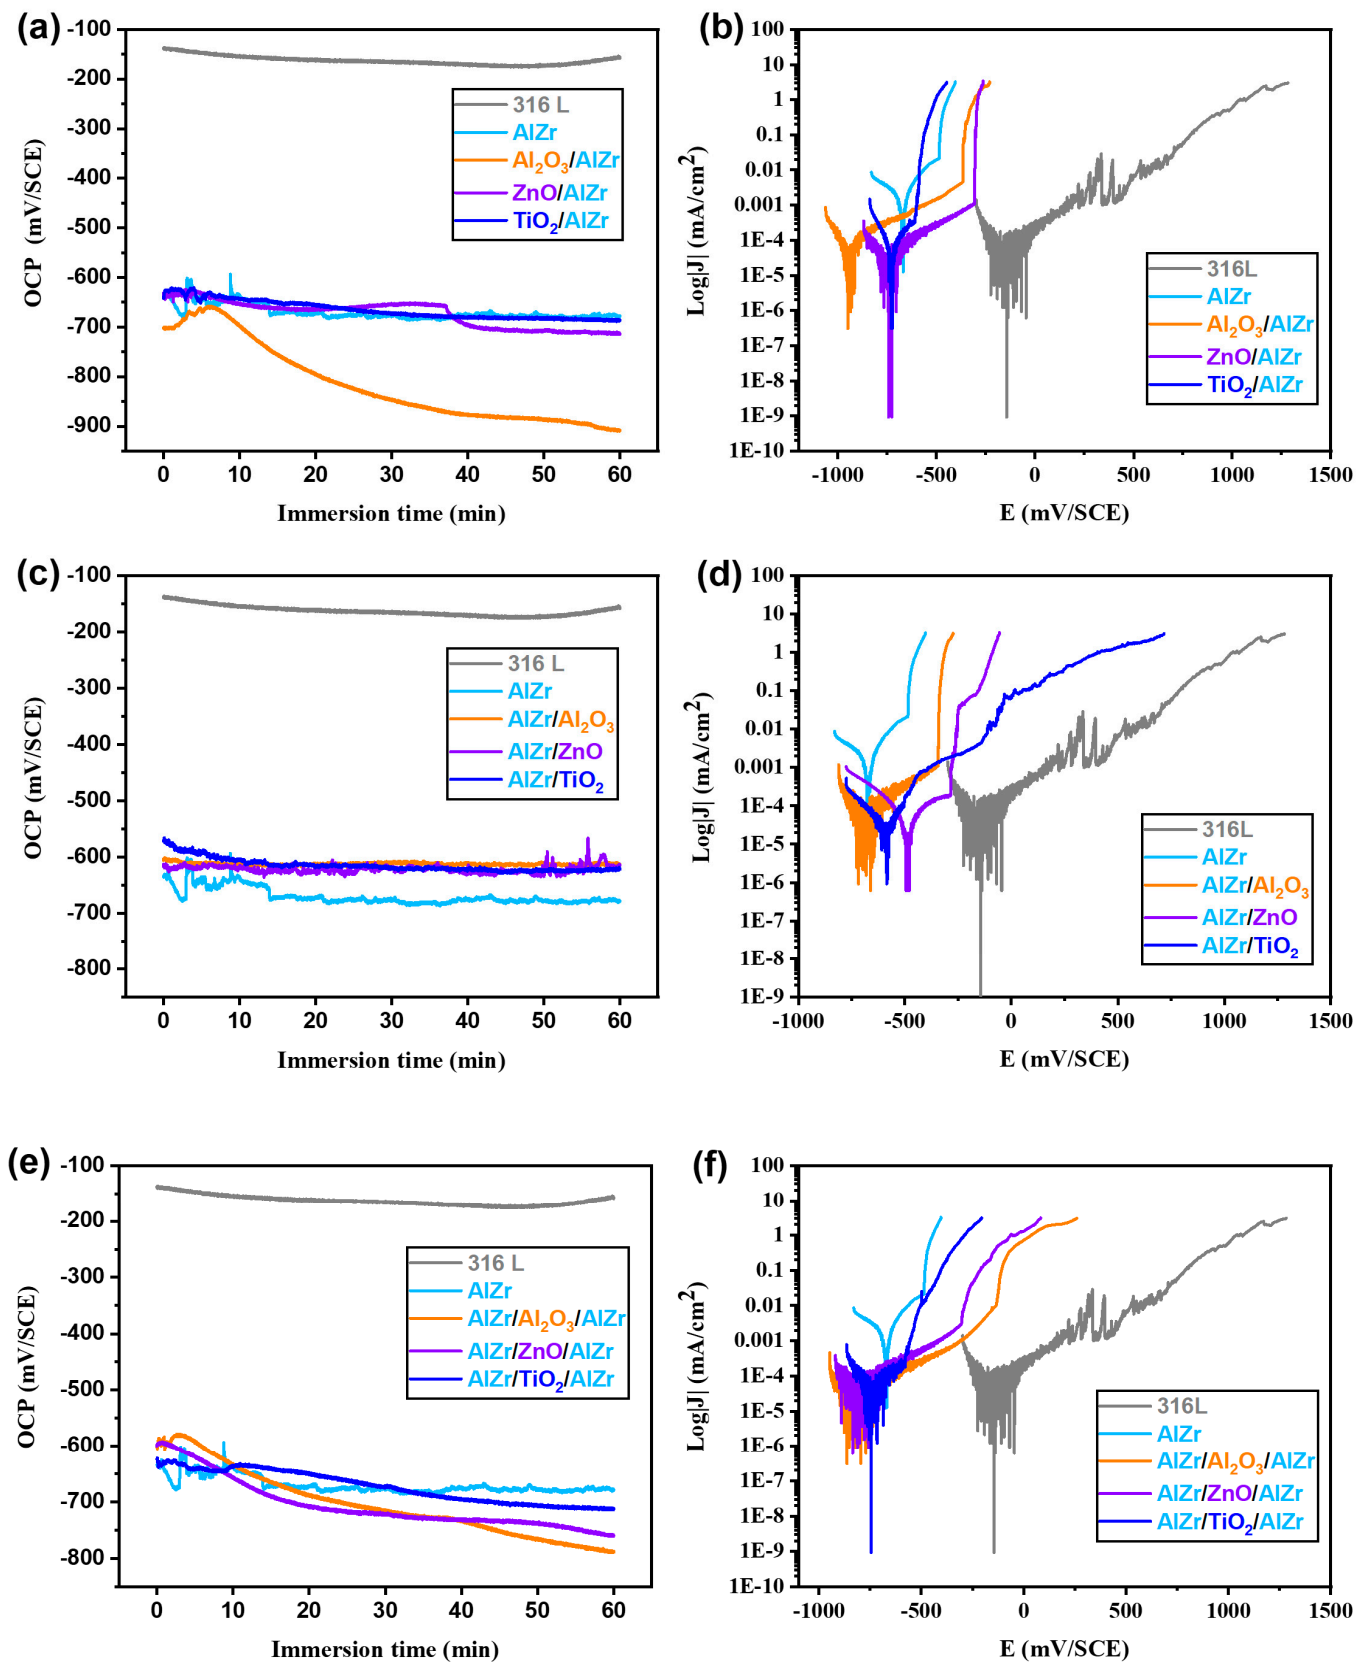 (a)
-100
-200
-300
-400
-500
-600
-700
-800
-900
OCP (mV/SCE)
316 L
AlZr
Al2O3/AlZr
ZnO/AlZr
TiO2/AlZr
0 10 20 30 40 50 60
Immersion time (min)
(b)
100
10
1
0.1
0.01
0.001
1E-4
1E-5
1E-6
1E-7
1E-8
1E-9
1E-10
Log|J| (mA/cm2)
316L
AlZr
Al2O3/AlZr
ZnO/AlZr
TiO2/AlZr
-1000 -500 0 500 1000 1500
E (mV/SCE)
(c)
-100
-200
-300
-400
-500
-600
-700
-800
OCP (mV/SCE)
316 L
AlZr
AlZr/Al2O3
AlZr/ZnO
AlZr/TiO2
0 10 20 30 40 50 60
Immersion time (min)
(d)
100
10
1
0.1
0.01
0.001
1E-4
1E-5
1E-6
1E-7
1E-8
1E-9
Log|J| (mA/cm2)
316L
AlZr
AlZr/Al2O3
AlZr/ZnO
AlZr/TiO2
-1000 -500 0 500 1000 1500
E (mV/SCE)
(e)
-100
-200
-300
-400
-500
-600
-700
-800
OCP (mV/SCE)
316 L
AlZr
AlZr/Al2O3/AlZr
AlZr/ZnO/AlZr
AlZr/TiO2/AlZr
0 10 20 30 40 50 60
Immersion time (min)
(f)
100
10
1
0.1
0.01
0.001
1E-4
1E-5
1E-6
1E-7
1E-8
1E-9
1E-10
Log|J| (mA/cm2)
316L
AlZr
AlZr/Al2O3/AlZr
AlZr/ZnO/AlZr
AlZr/TiO2/AlZr
-1000 -500 0 500 1000 1500
E (mV/SCE)